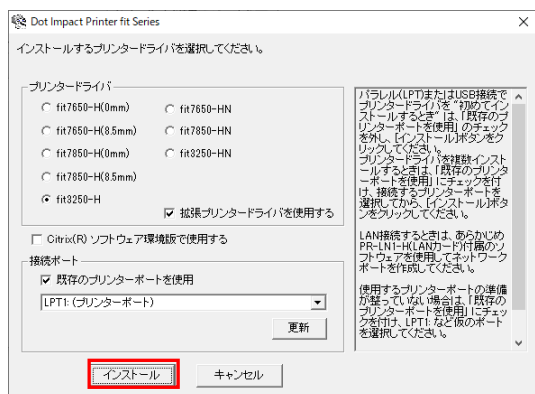 Dot Impact Printer fit Series
インストールするプリンタードライバを選択してください。
プリンタードライバ
fit7650-H(0mm)
fit7650-HN
fit7650-H(8.5mm)
fit7850-HN
fit7850-H(0mm)
fit8250-HN
fit7850-H(8.5mm)
fit8250-H
拡張プリンタードライバを使用する
Citrix(R) ソフトウェア環境版で使用する
接続ポート
既存のプリンターポートを使用
LPT1: (プリンターポート)
更新
インストール
キャンセル
パラレル(LPT)またはUSB接続で
プリンタードライバを "初めてイン
ストールするとき" は、「既存のプ
リンターポートを使用」 のチェック
を外し、[インストール]ボタンをク
リックしてください。
プリンタードライバを複数インスト
ールするときは、「既存のプリンタ
ーポートを使用」にチェックを付
け、接続するプリンターポートを
選択してから、[インストール]ボタ
ンをクリックしてください。
LAN接続するときは、あらかじめ
PR-LN1-H(LANカード)付属のソ
フトウェアを使用してネットワーク
ポートを作成してください。
使用するプリンターポートの準備
が整っていない場合は、「既存の
プリンターポートを使用」にチェッ
クを付け、LPT1: など仮のポート
を選択してください。